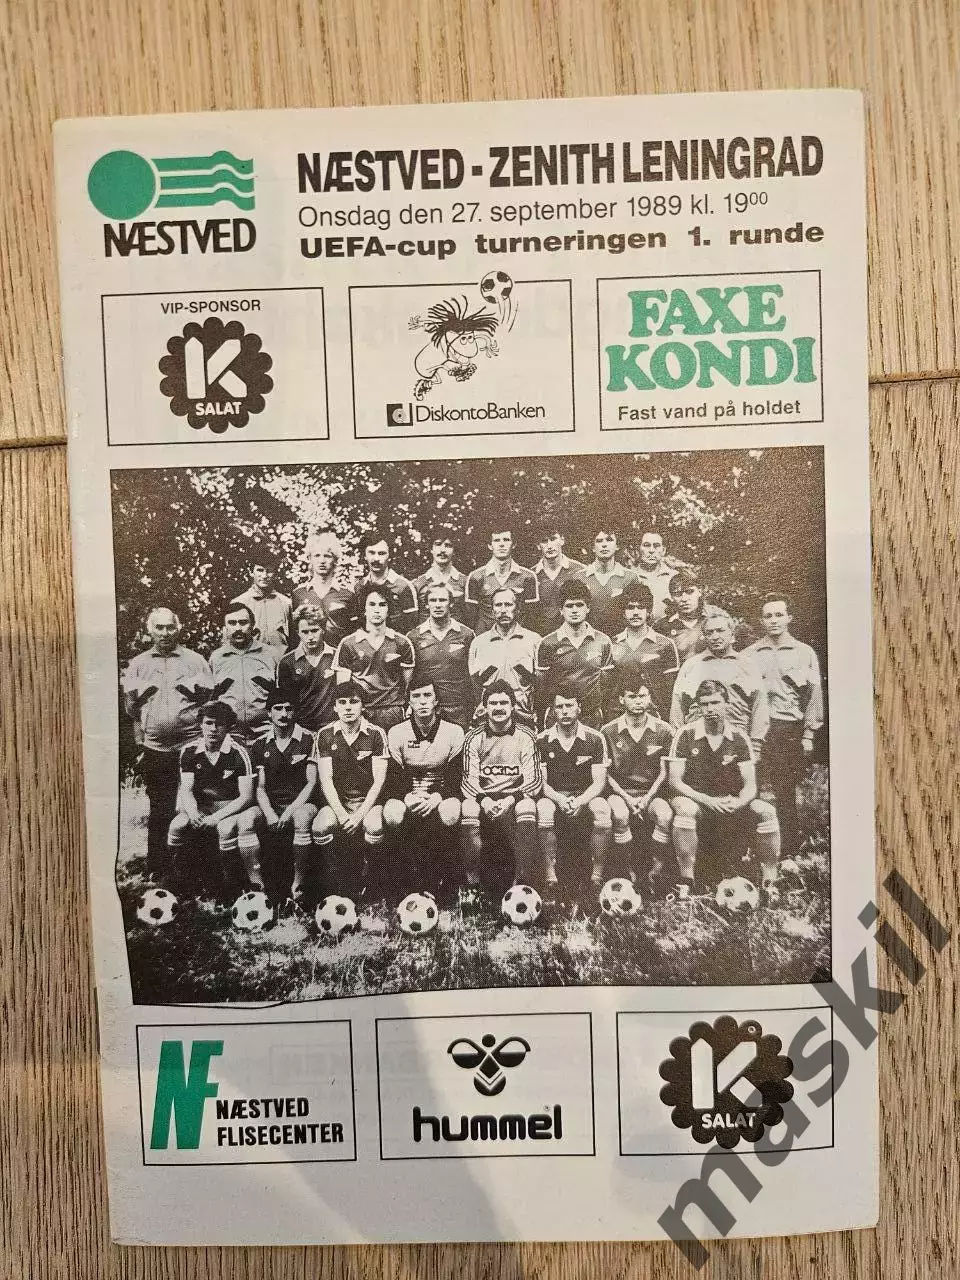 NÆSTVED
NÆSTVED - ZENITH LENINGRAD
Onsdag den 27. september 1989 kl. 19⁰⁰
UEFA-cup turneringen 1. runde
VIP-SPONSOR
K
SALAT
d DiskontoBanken
FAXE
KONDI
Fast vand på holdet
NF
NÆSTVED
FLISECENTER
hummel
K
SALAT
maskil